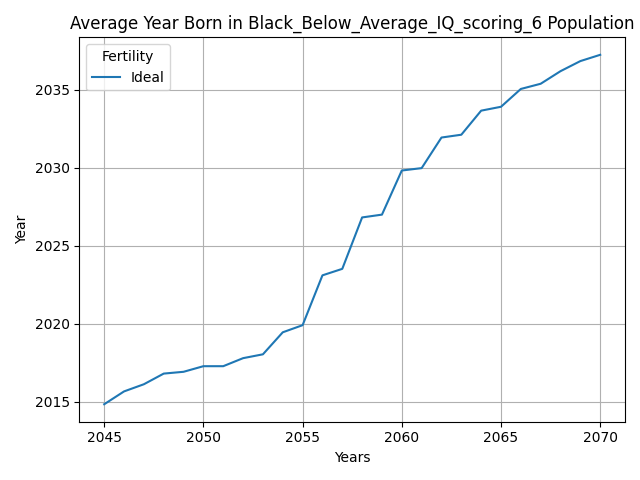 Average Year Born in Black_Below_Average_IQ_scoring_6 Population
Fertility
Ideal
2035
2030
2025
2020
2015
Year
2045 2050 2055 2060 2065 2070
Years